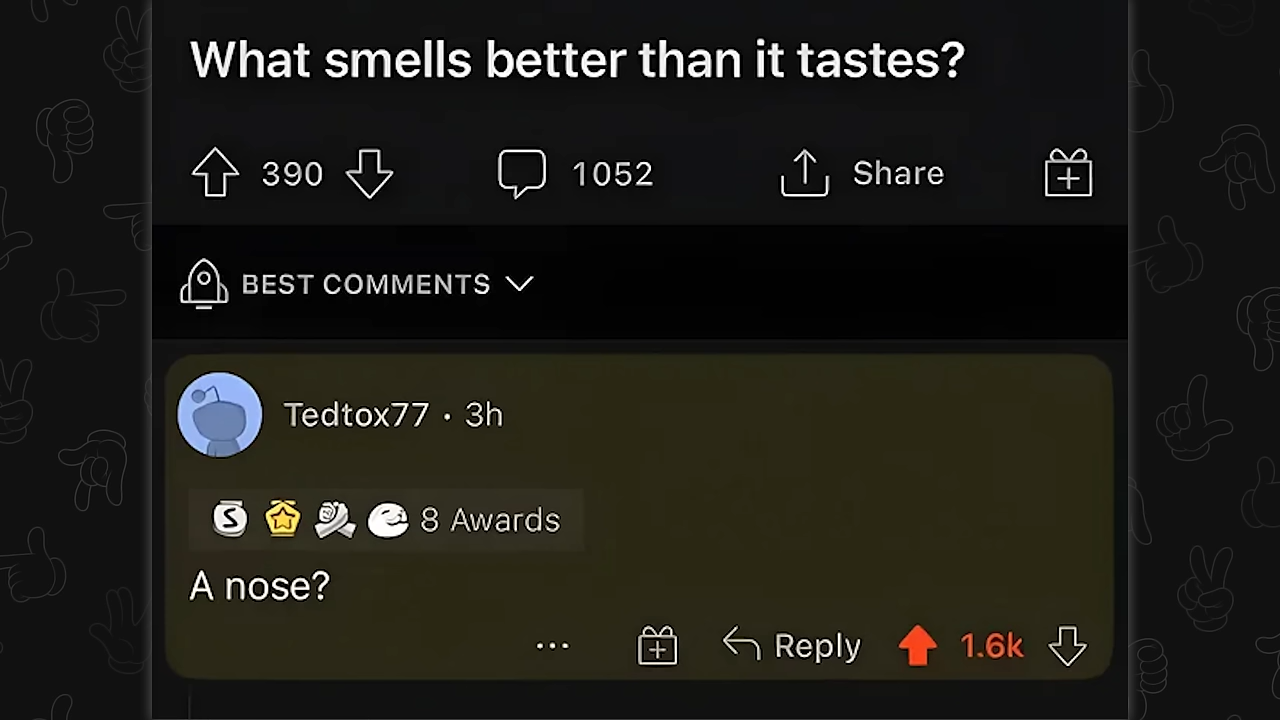 What smells better than it tastes?
390 1052 Share
BEST COMMENTS
Tedtox77 · 3h
S 8 Awards
A nose?
... Reply 1.6k